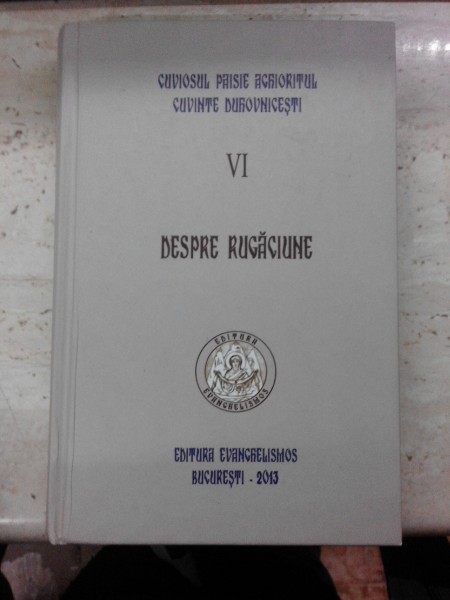 CUVIOSUL PAISIE AGHIORITUL
CUVINTE DUHOVNICEȘTI
VI
DESPRE RUGĂCIUNE
EDITURA
EVANGHELISMOS
EDITURA EVANGHELISMOS
BUCUREȘTI - 2013